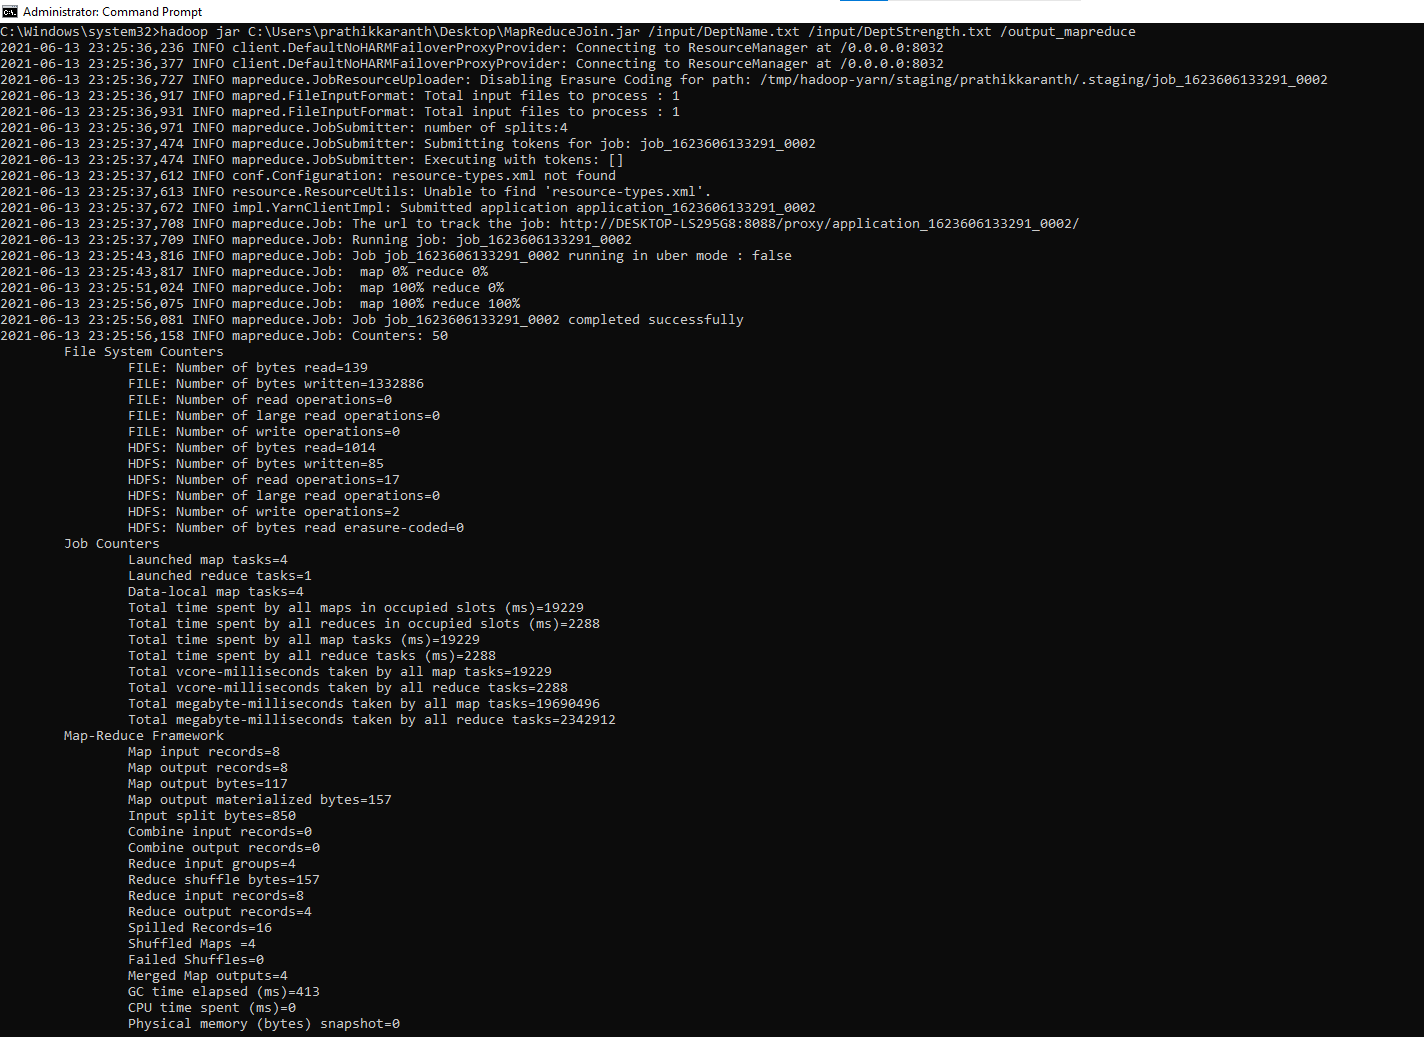 Administrator: Command Prompt
C:\Windows\system32>hadoop jar C:\Users\prathikkaranth\Desktop\MapReduceJoin.jar /input/DeptName.txt /input/DeptStrength.txt /output_mapreduce
2021-06-13 23:25:36,236 INFO client.DefaultNoHARMFailoverProxyProvider: Connecting to ResourceManager at /0.0.0.0:8032
2021-06-13 23:25:36,377 INFO client.DefaultNoHARMFailoverProxyProvider: Connecting to ResourceManager at /0.0.0.0:8032
2021-06-13 23:25:36,727 INFO mapreduce.JobResourceUploader: Disabling Erasure Coding for path: /tmp/hadoop-yarn/staging/prathikkaranth/.staging/job_1623606133291_0002
2021-06-13 23:25:36,917 INFO mapred.FileInputFormat: Total input files to process : 1
2021-06-13 23:25:36,931 INFO mapred.FileInputFormat: Total input files to process : 1
2021-06-13 23:25:36,971 INFO mapreduce.JobSubmitter: number of splits:4
2021-06-13 23:25:37,474 INFO mapreduce.JobSubmitter: Submitting tokens for job: job_1623606133291_0002
2021-06-13 23:25:37,474 INFO mapreduce.JobSubmitter: Executing with tokens: []
2021-06-13 23:25:37,612 INFO conf.Configuration: resource-types.xml not found
2021-06-13 23:25:37,613 INFO resource.ResourceUtils: Unable to find 'resource-types.xml'.
2021-06-13 23:25:37,672 INFO impl.YarnClientImpl: Submitted application application_1623606133291_0002
2021-06-13 23:25:37,708 INFO mapreduce.Job: The url to track the job: http://DESKTOP-LS295G8:8088/proxy/application_1623606133291_0002/
2021-06-13 23:25:37,709 INFO mapreduce.Job: Running job: job_1623606133291_0002
2021-06-13 23:25:43,816 INFO mapreduce.Job: Job job_1623606133291_0002 running in uber mode : false
2021-06-13 23:25:43,817 INFO mapreduce.Job:  map 0% reduce 0%
2021-06-13 23:25:51,024 INFO mapreduce.Job:  map 100% reduce 0%
2021-06-13 23:25:56,075 INFO mapreduce.Job:  map 100% reduce 100%
2021-06-13 23:25:56,081 INFO mapreduce.Job: Job job_1623606133291_0002 completed successfully
2021-06-13 23:25:56,158 INFO mapreduce.Job: Counters: 50
File System Counters
FILE: Number of bytes read=139
FILE: Number of bytes written=1332886
FILE: Number of read operations=0
FILE: Number of large read operations=0
FILE: Number of write operations=0
HDFS: Number of bytes read=1014
HDFS: Number of bytes written=85
HDFS: Number of read operations=17
HDFS: Number of large read operations=0
HDFS: Number of write operations=2
HDFS: Number of bytes read erasure-coded=0
Job Counters
Launched map tasks=4
Launched reduce tasks=1
Data-local map tasks=4
Total time spent by all maps in occupied slots (ms)=19229
Total time spent by all reduces in occupied slots (ms)=2288
Total time spent by all map tasks (ms)=19229
Total time spent by all reduce tasks (ms)=2288
Total vcore-milliseconds taken by all map tasks=19229
Total vcore-milliseconds taken by all reduce tasks=2288
Total megabyte-milliseconds taken by all map tasks=19690496
Total megabyte-milliseconds taken by all reduce tasks=2342912
Map-Reduce Framework
Map input records=8
Map output records=8
Map output bytes=117
Map output materialized bytes=157
Input split bytes=850
Combine input records=0
Combine output records=0
Reduce input groups=4
Reduce shuffle bytes=157
Reduce input records=8
Reduce output records=4
Spilled Records=16
Shuffled Maps =4
Failed Shuffles=0
Merged Map outputs=4
GC time elapsed (ms)=413
CPU time spent (ms)=0
Physical memory (bytes) snapshot=0